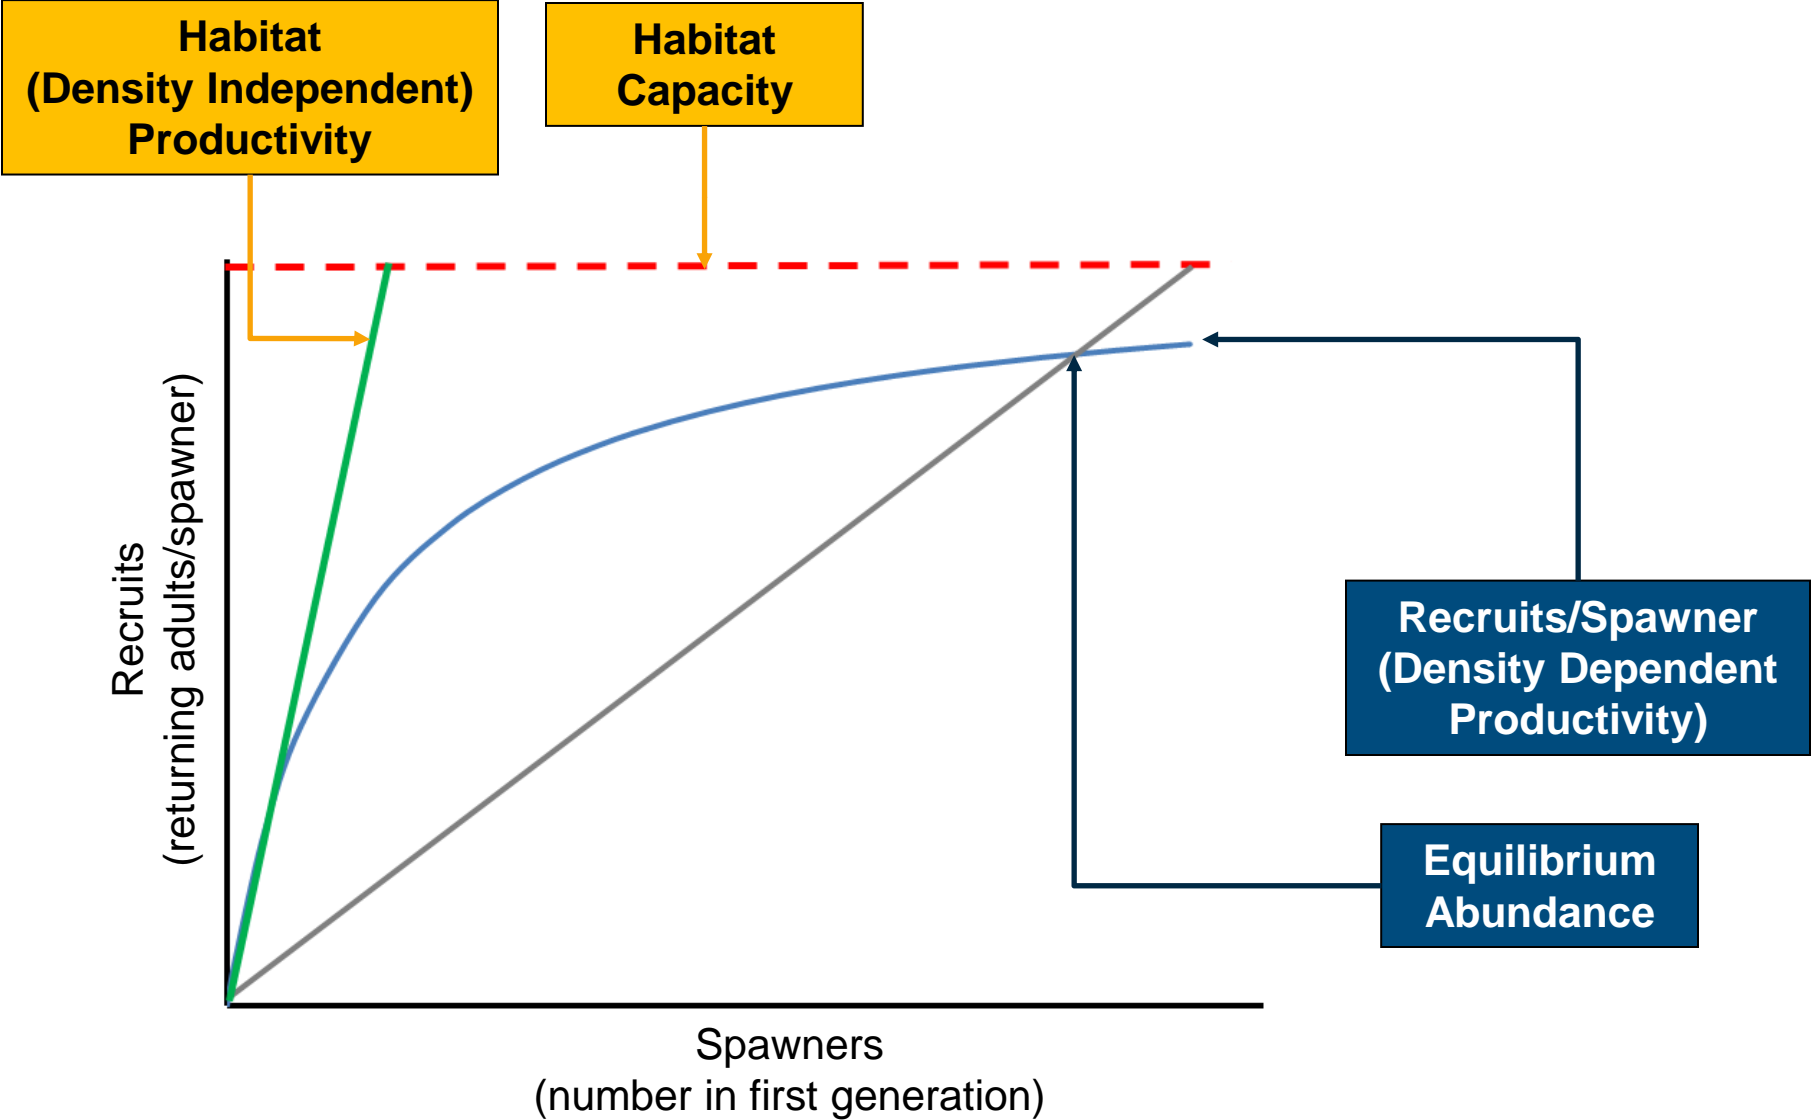 Habitat
(Density Independent)
Productivity
Habitat
Capacity
Recruits
(returning adults/spawner)
Recruits/Spawner
(Density Dependent
Productivity)
Equilibrium
Abundance
Spawners
(number in first generation)